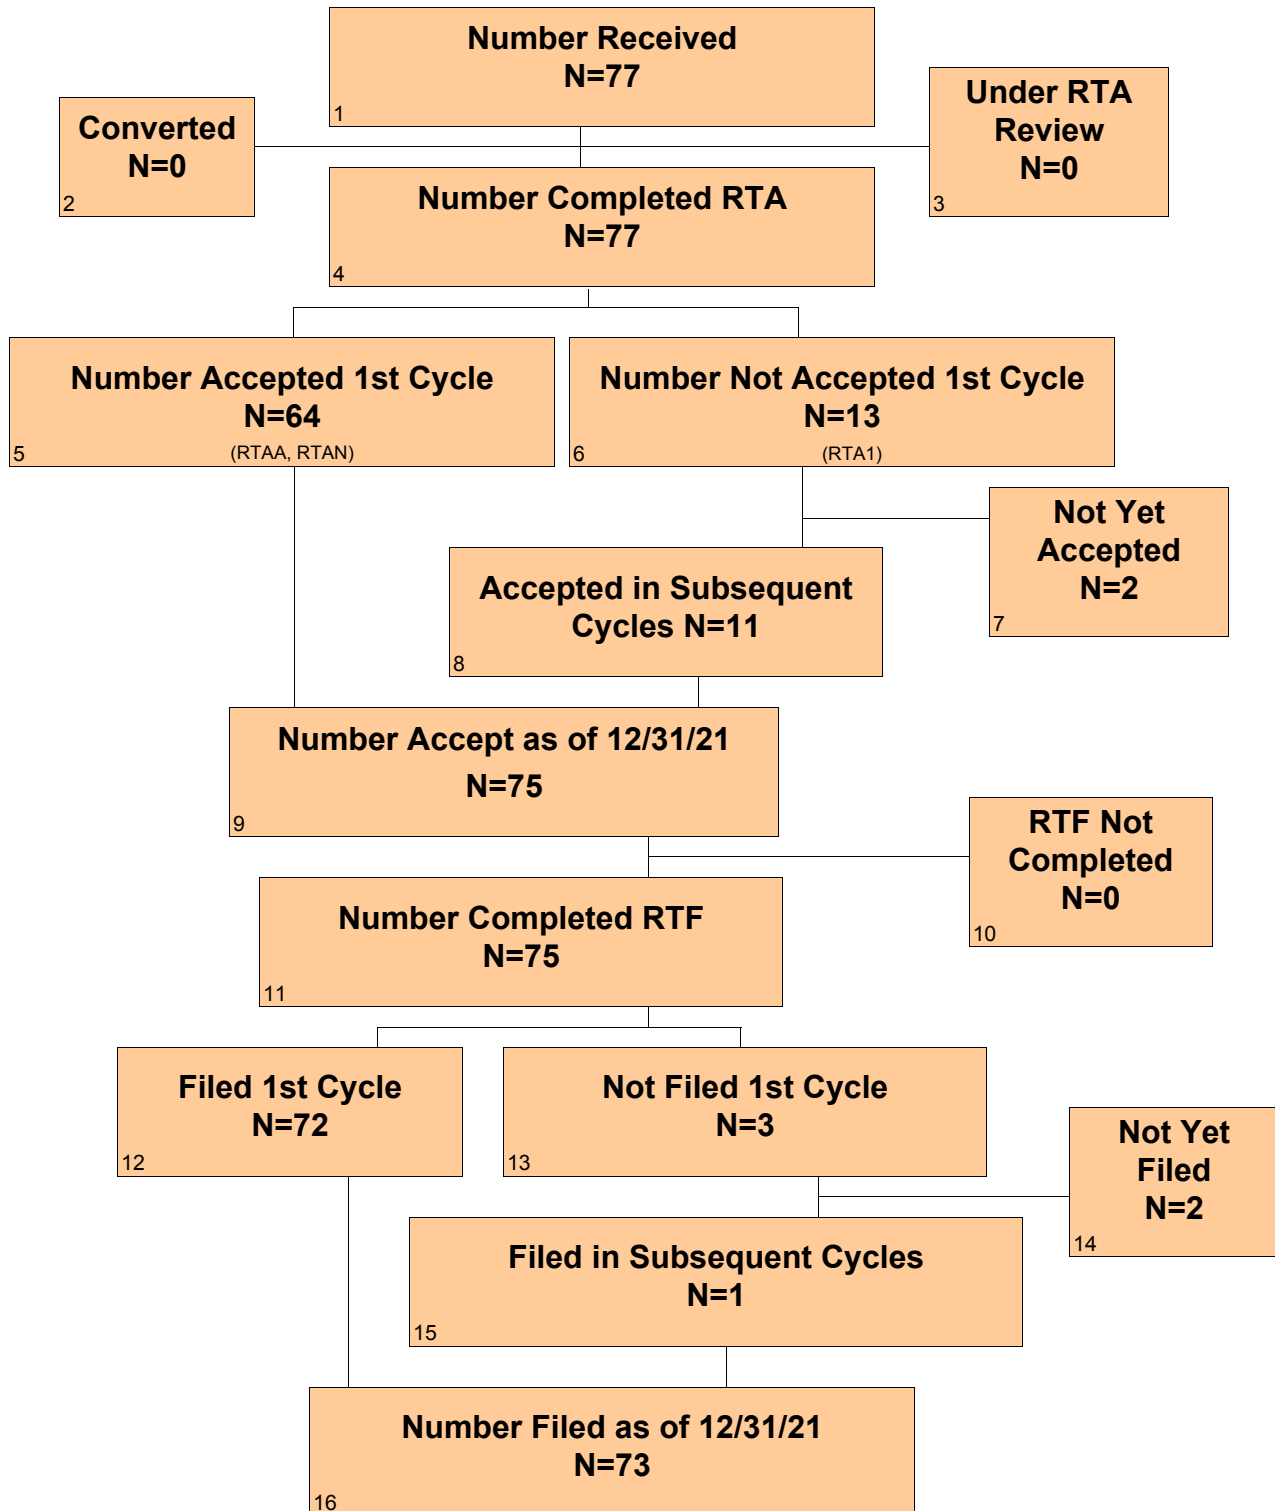 Number Received
N=77
1
Converted
N=0
2
Under RTA
Review
N=0
3
Number Completed RTA
N=77
4
Number Accepted 1st Cycle
N=64
(RTAA, RTAN)
5
Number Not Accepted 1st Cycle
N=13
(RTA1)
6
Not Yet
Accepted
N=2
7
Accepted in Subsequent
Cycles N=11
8
Number Accept as of 12/31/21
N=75
9
RTF Not
Completed
N=0
10
Number Completed RTF
N=75
11
Filed 1st Cycle
N=72
12
Not Filed 1st Cycle
N=3
13
Not Yet
Filed
N=2
14
Filed in Subsequent Cycles
N=1
15
Number Filed as of 12/31/21
N=73
16